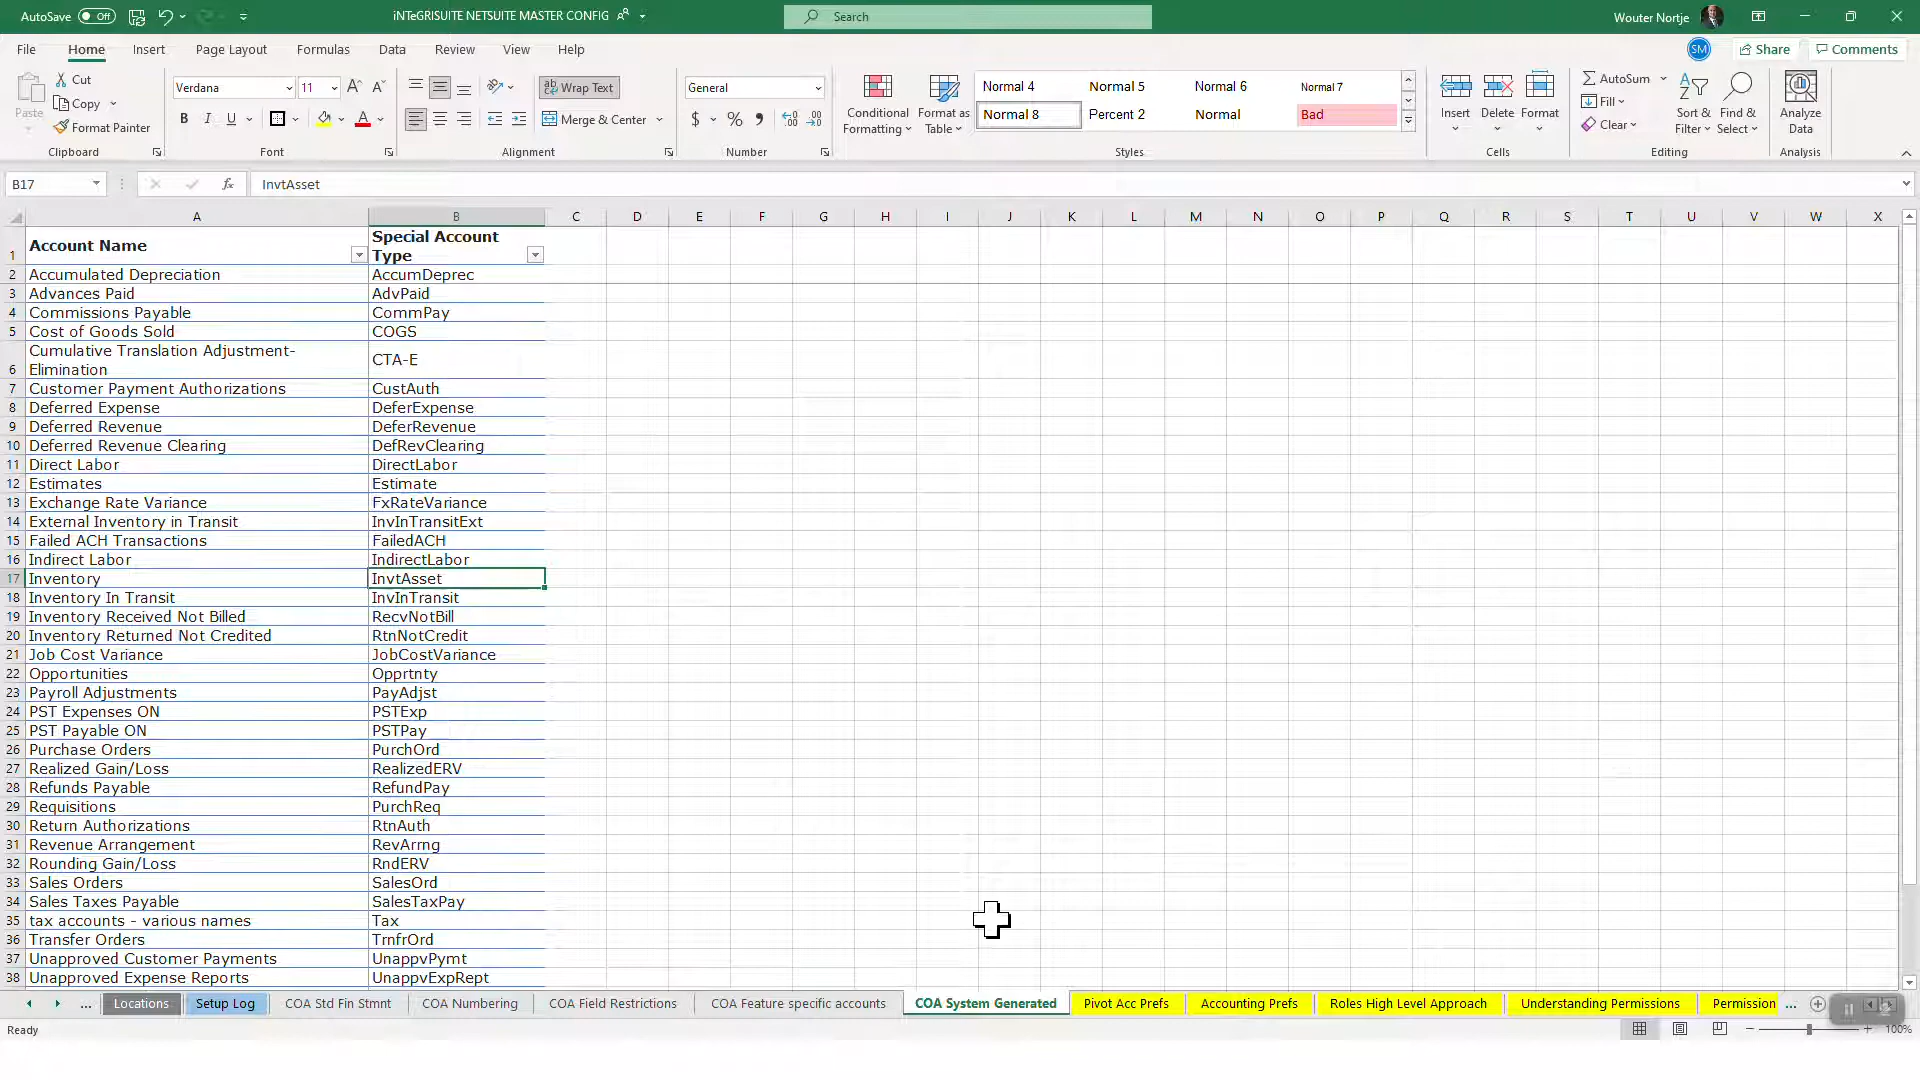 AutoSave Off iNTeGRiSUiTE NETSUITE MASTER CONFIG Search Wouter Nortje
File Home Insert Page Layout Formulas Data Review View Help SM Share Comments
Paste Cut Copy Format Painter
Verdana 11 A A
B I U A
Wrap Text
Merge & Center
General
$ %
Conditional Formatting Format as Table
Normal 4 Normal 5 Normal 6 Normal 7
Normal 8 Percent 2 Normal Bad
Insert Delete Format
AutoSum
Fill
Clear
Sort & Filter Find & Select
Analyze Data
Clipboard Font Alignment Number Styles Cells Editing Analysis
B17 fx InvtAsset
A B C D E F G H I J K L M N O P Q R S T U V W X
1 Account Name Special Account Type
2 Accumulated Depreciation AccumDeprec
3 Advances Paid AdvPaid
4 Commissions Payable CommPay
5 Cost of Goods Sold COGS
6 Cumulative Translation Adjustment-Elimination CTA-E
7 Customer Payment Authorizations CustAuth
8 Deferred Expense DeferExpense
9 Deferred Revenue DeferRevenue
10 Deferred Revenue Clearing DefRevClearing
11 Direct Labor DirectLabor
12 Estimates Estimate
13 Exchange Rate Variance FxRateVariance
14 External Inventory in Transit InvInTransitExt
15 Failed ACH Transactions FailedACH
16 Indirect Labor IndirectLabor
17 Inventory InvtAsset
18 Inventory In Transit InvInTransit
19 Inventory Received Not Billed RecvNotBill
20 Inventory Returned Not Credited RtnNotCredit
21 Job Cost Variance JobCostVariance
22 Opportunities Opprtnty
23 Payroll Adjustments PayAdjst
24 PST Expenses ON PSTExp
25 PST Payable ON PSTPay
26 Purchase Orders PurchOrd
27 Realized Gain/Loss RealizedERV
28 Refunds Payable RefundPay
29 Requisitions PurchReq
30 Return Authorizations RtnAuth
31 Revenue Arrangement RevArrng
32 Rounding Gain/Loss RndERV
33 Sales Orders SalesOrd
34 Sales Taxes Payable SalesTaxPay
35 tax accounts - various names Tax
36 Transfer Orders TrnfrOrd
37 Unapproved Customer Payments UnappvPymt
38 Unapproved Expense Reports UnappvExpRept
... Locations Setup Log COA Std Fin Stmnt COA Numbering COA Field Restrictions COA Feature specific accounts COA System Generated Pivot Acc Prefs Accounting Prefs Roles High Level Approach Understanding Permissions Permission ...
Ready 100%